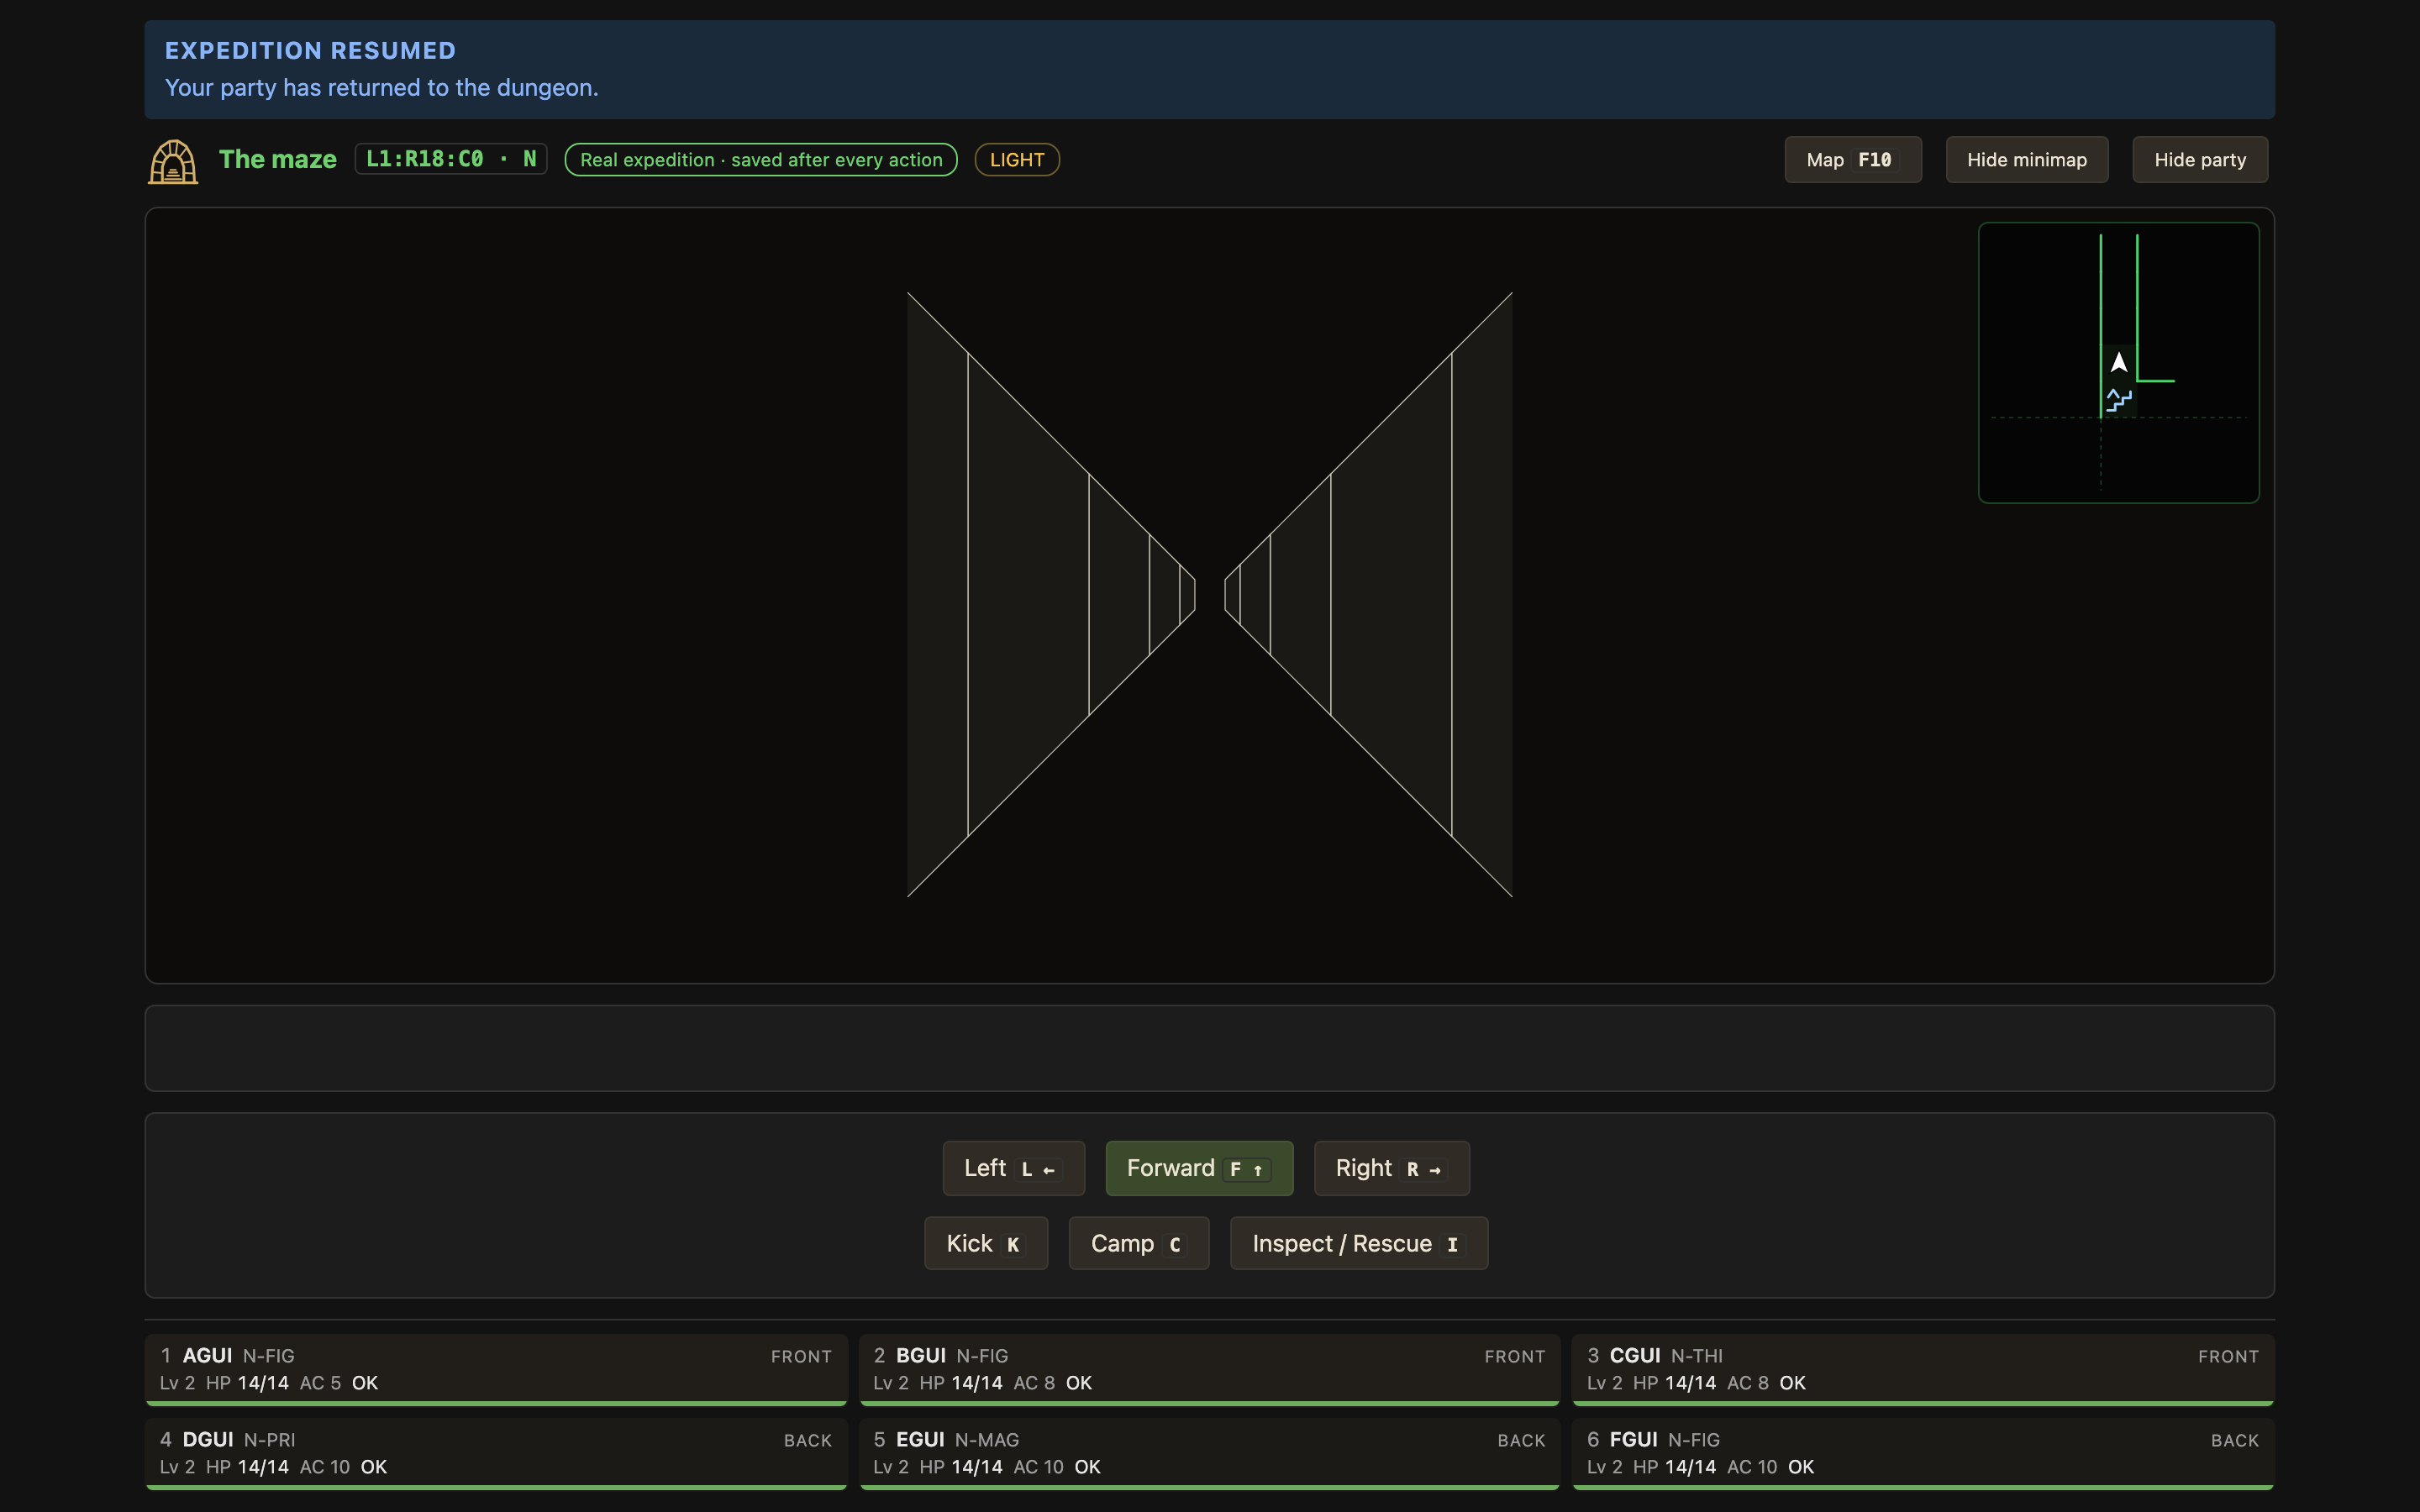 EXPEDITION RESUMED
Your party has returned to the dungeon.
The maze L1:R18:C0 · N Real expedition · saved after every action LIGHT Map F10 Hide minimap Hide party
Left L ← Forward F ↑ Right R →
Kick K Camp C Inspect / Rescue I
1 AGUI N-FIG FRONT
Lv 2 HP 14/14 AC 5 OK
2 BGUI N-FIG FRONT
Lv 2 HP 14/14 AC 8 OK
3 CGUI N-THI FRONT
Lv 2 HP 14/14 AC 8 OK
4 DGUI N-PRI BACK
Lv 2 HP 14/14 AC 10 OK
5 EGUI N-MAG BACK
Lv 2 HP 14/14 AC 10 OK
6 FGUI N-FIG BACK
Lv 2 HP 14/14 AC 10 OK